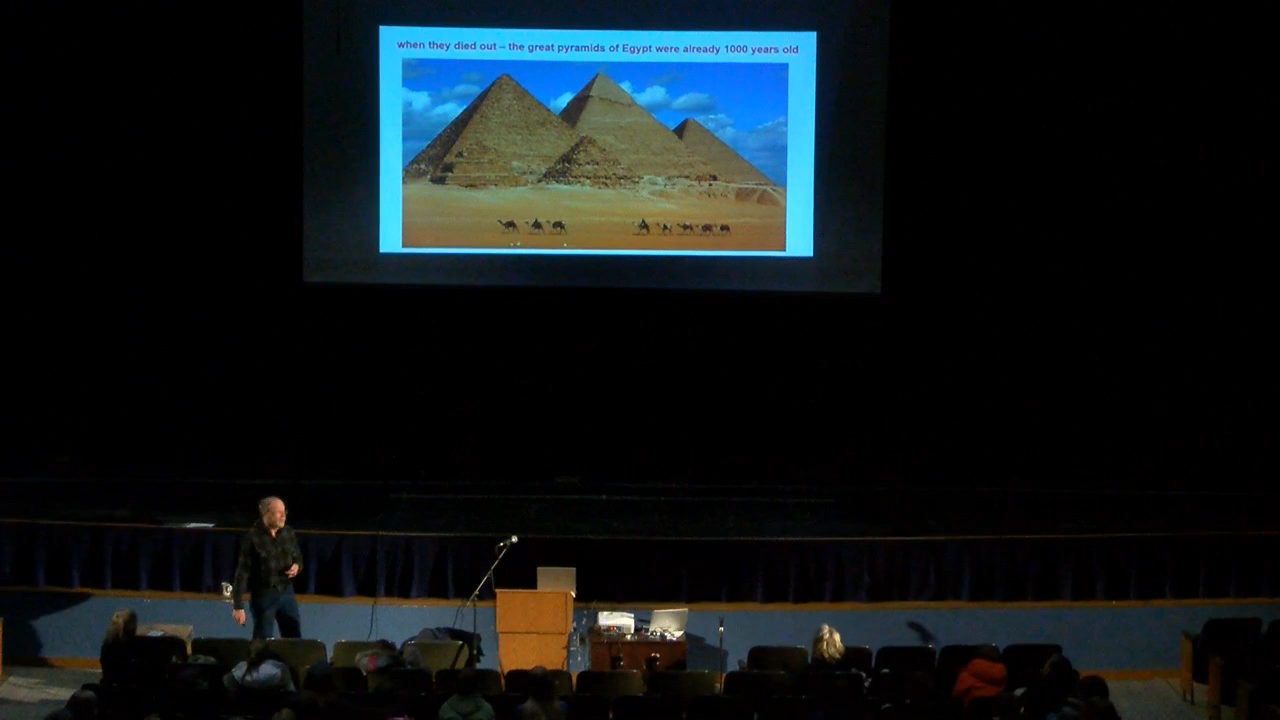 when they died out – the great pyramids of Egypt were already 1000 years old